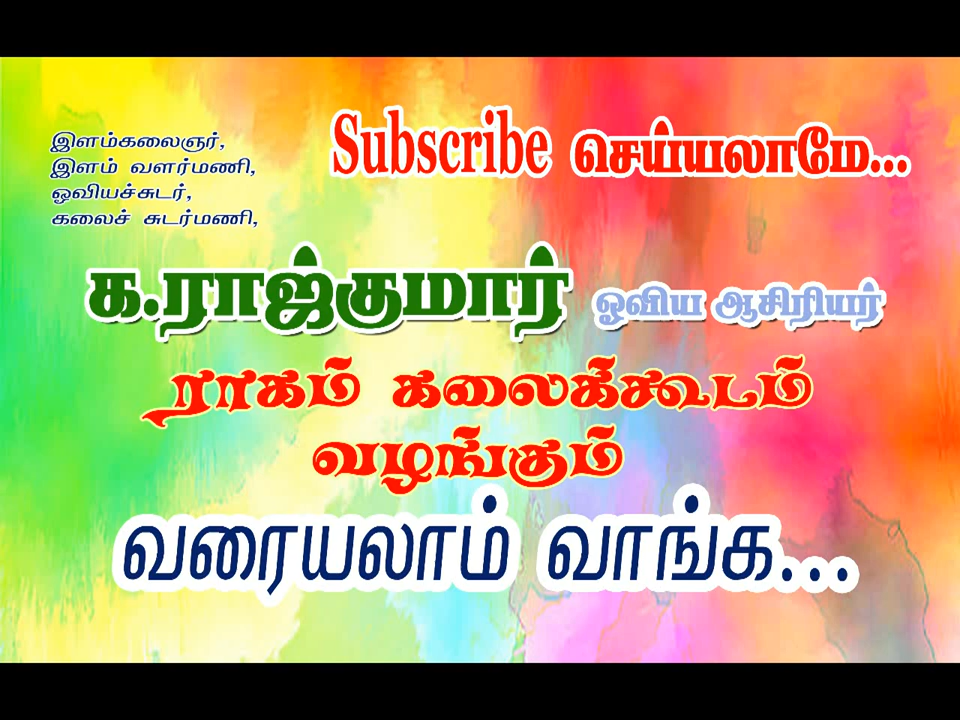 இளம்கலைஞர்,
இளம் வளர்மணி,
ஓவியச்சுடர்,
கலைச் சுடர்மணி,
Subscribe செய்யலாமே...
க.ராஜ்குமார் ஓவிய ஆசிரியர்
ராகம் கலைக்கூடம்
வழங்கும்
வரையலாம் வாங்க...